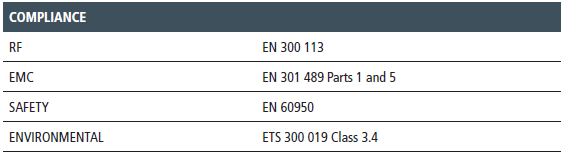 COMPLIANCE
RF EN 300 113
EMC EN 301 489 Parts 1 and 5
SAFETY EN 60950
ENVIRONMENTAL ETS 300 019 Class 3.4